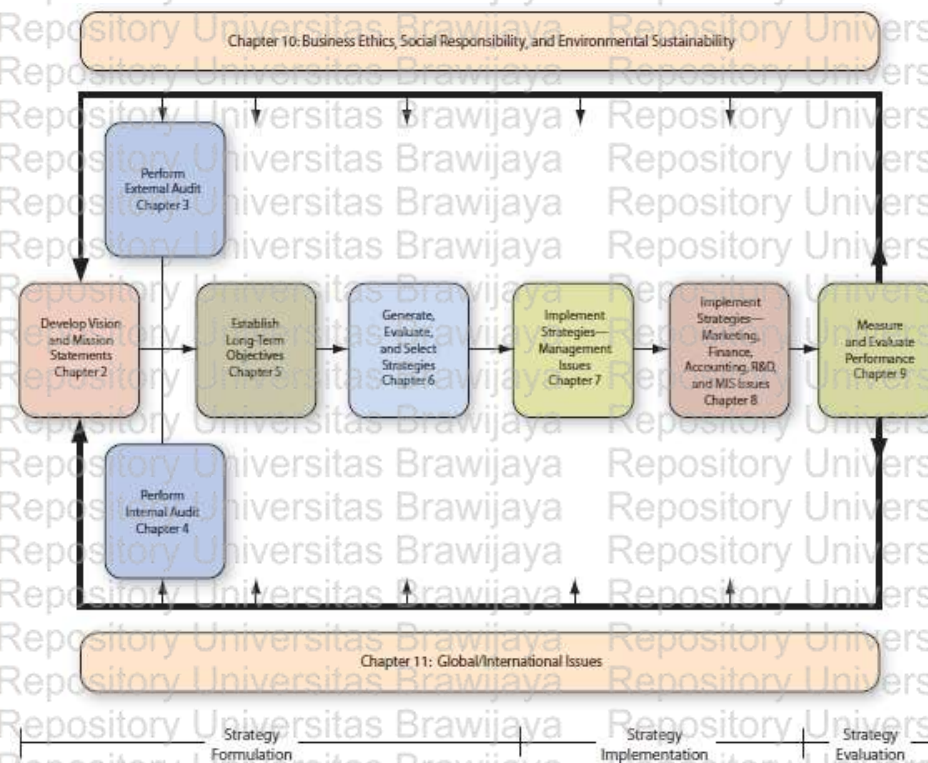 Chapter 10: Business Ethics, Social Responsibility, and Environmental Sustainability
Perform
External Audit
Chapter 3
Develop Vision
and Mission
Statements
Chapter 2
Establish
Long-Term
Objectives
Chapter 5
Generate,
Evaluate,
and Select
Strategies
Chapter 6
Implement
Strategies—
Management
Issues
Chapter 7
Implement
Strategies—
Marketing,
Finance,
Accounting, R&D,
and MIS Issues
Chapter 8
Measure
and Evaluate
Performance
Chapter 9
Perform
Internal Audit
Chapter 4
Chapter 11: Global/International Issues
Strategy
Formulation
Strategy
Implementation
Strategy
Evaluation
Repository Universitas Brawijaya